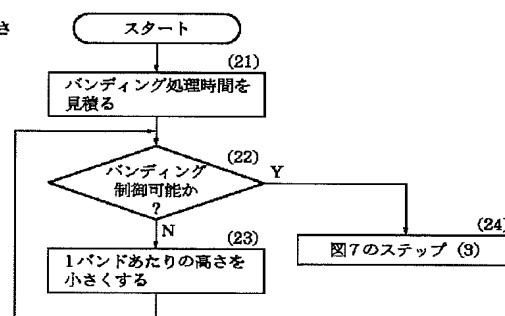 さ
スタート
(21)
バンディング処理時間を
見積る
(22)
バンディング
制御可能か
?
Y
N
(23)
1バンドあたりの高さを
小さくする
(24)
図7のステップ (3)